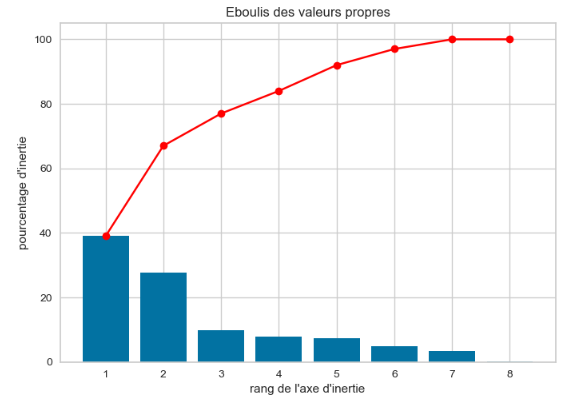 Eboulis des valeurs propres
100
80
60
40
20
0
pourcentage d'inertie
1 2 3 4 5 6 7 8
rang de l'axe d'inertie